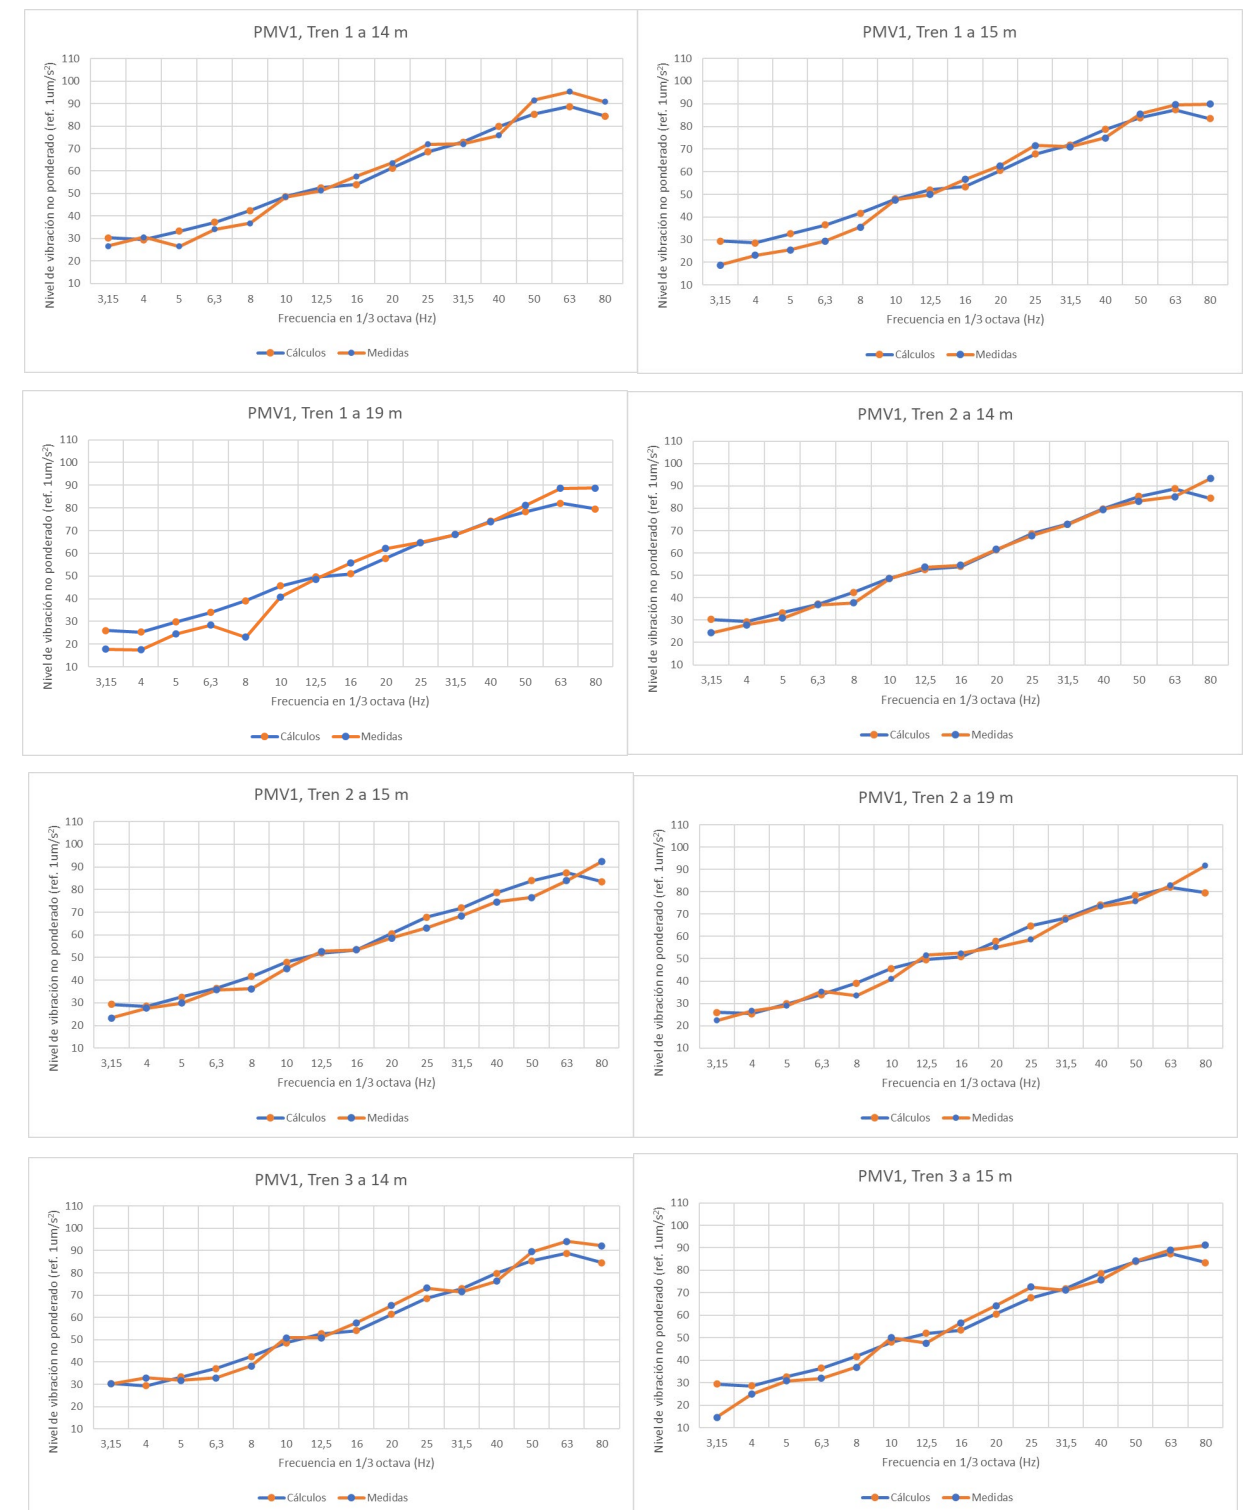 PMV1, Tren 1 a 14 m
Nivel de vibración no ponderado (ref. 1um/s²)
110
100
90
80
70
60
50
40
30
20
10
3,15 4 5 6,3 8 10 12,5 16 20 25 31,5 40 50 63 80
Frecuencia en 1/3 octava (Hz)
Cálculos Medidas
PMV1, Tren 1 a 15 m
Nivel de vibración no ponderado (ref. 1um/s²)
110
100
90
80
70
60
50
40
30
20
10
3,15 4 5 6,3 8 10 12,5 16 20 25 31,5 40 50 63 80
Frecuencia en 1/3 octava (Hz)
Cálculos Medidas
PMV1, Tren 1 a 19 m
Nivel de vibración no ponderado (ref. 1um/s²)
110
100
90
80
70
60
50
40
30
20
10
3,15 4 5 6,3 8 10 12,5 16 20 25 31,5 40 50 63 80
Frecuencia en 1/3 octava (Hz)
Cálculos Medidas
PMV1, Tren 2 a 14 m
Nivel de vibración no ponderado (ref. 1um/s²)
110
100
90
80
70
60
50
40
30
20
10
3,15 4 5 6,3 8 10 12,5 16 20 25 31,5 40 50 63 80
Frecuencia en 1/3 octava (Hz)
Cálculos Medidas
PMV1, Tren 2 a 15 m
Nivel de vibración no ponderado (ref. 1um/s²)
110
100
90
80
70
60
50
40
30
20
10
3,15 4 5 6,3 8 10 12,5 16 20 25 31,5 40 50 63 80
Frecuencia en 1/3 octava (Hz)
Cálculos Medidas
PMV1, Tren 2 a 19 m
Nivel de vibración no ponderado (ref. 1um/s²)
110
100
90
80
70
60
50
40
30
20
10
3,15 4 5 6,3 8 10 12,5 16 20 25 31,5 40 50 63 80
Frecuencia en 1/3 octava (Hz)
Cálculos Medidas
PMV1, Tren 3 a 14 m
Nivel de vibración no ponderado (ref. 1um/s²)
110
100
90
80
70
60
50
40
30
20
10
3,15 4 5 6,3 8 10 12,5 16 20 25 31,5 40 50 63 80
Frecuencia en 1/3 octava (Hz)
Cálculos Medidas
PMV1, Tren 3 a 15 m
Nivel de vibración no ponderado (ref. 1um/s²)
110
100
90
80
70
60
50
40
30
20
10
3,15 4 5 6,3 8 10 12,5 16 20 25 31,5 40 50 63 80
Frecuencia en 1/3 octava (Hz)
Cálculos Medidas